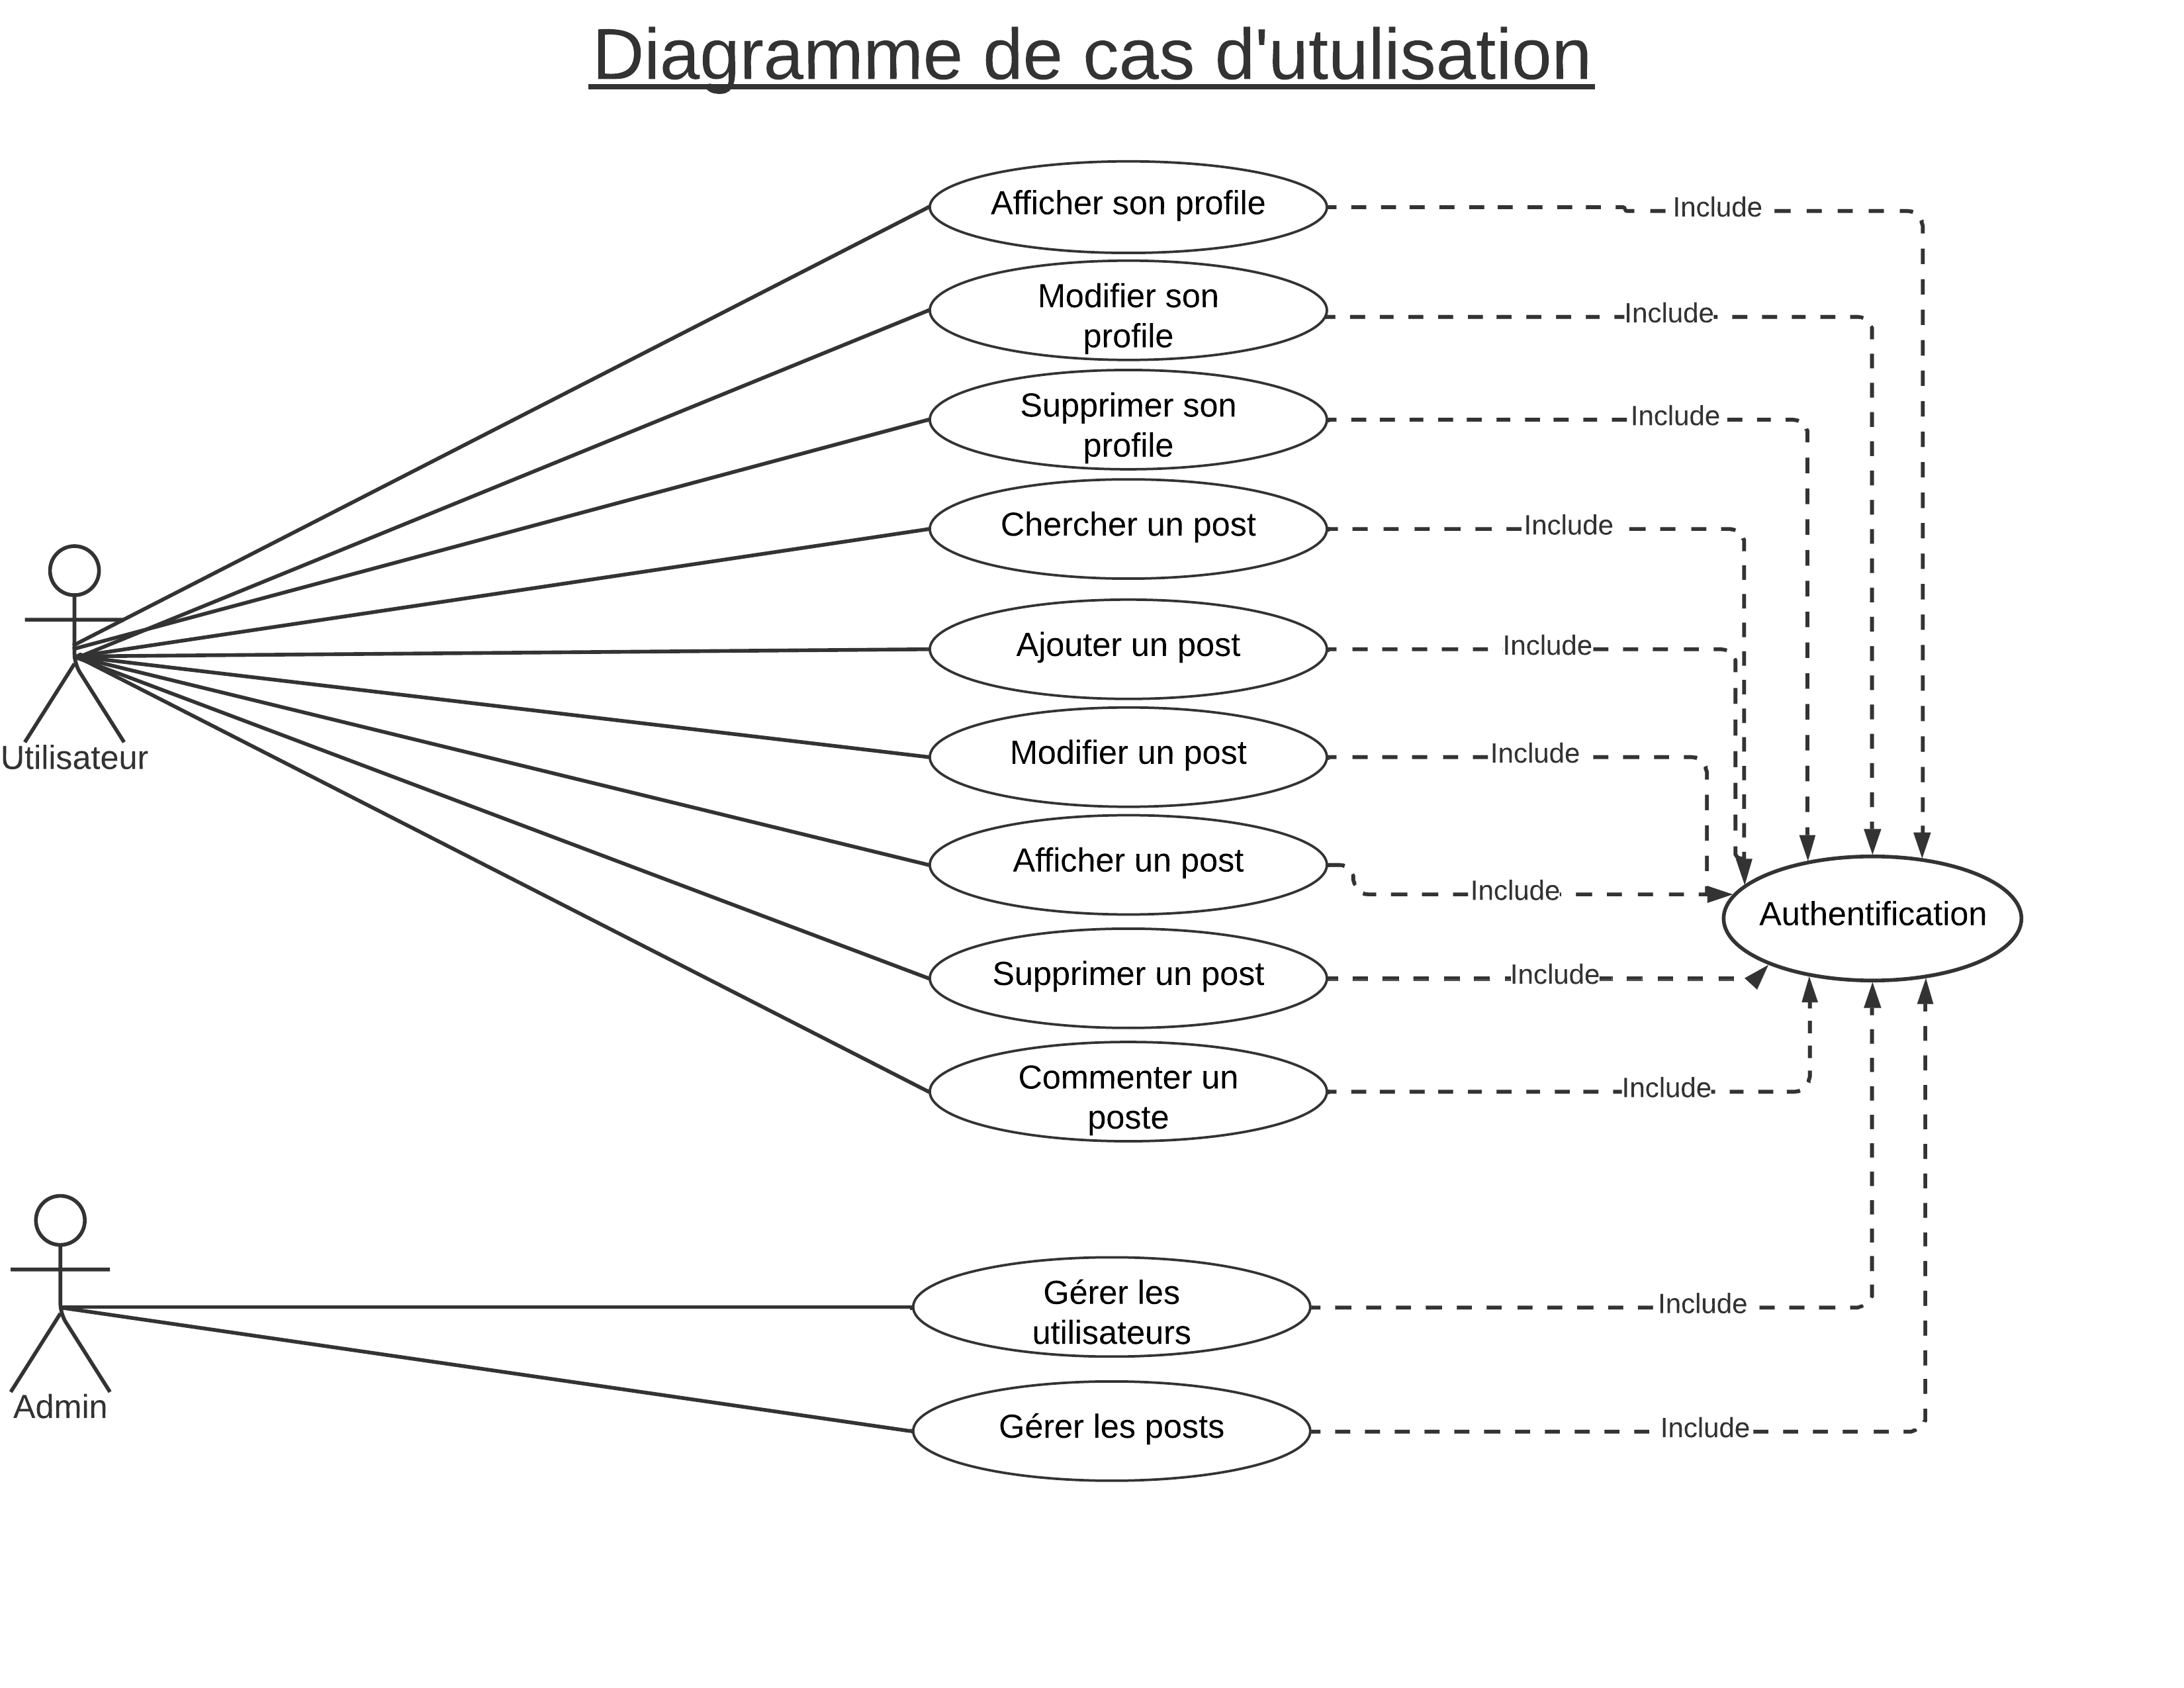 Diagramme de cas d'utulisation
Afficher son profile
Include
Modifier son
profile
Include
Supprimer son
profile
Include
Chercher un post
Include
Ajouter un post
Include
Utilisateur
Modifier un post
Include
Afficher un post
Include
Authentification
Supprimer un post
Include
Commenter un
poste
Include
Gérer les
utilisateurs
Include
Admin
Gérer les posts
Include